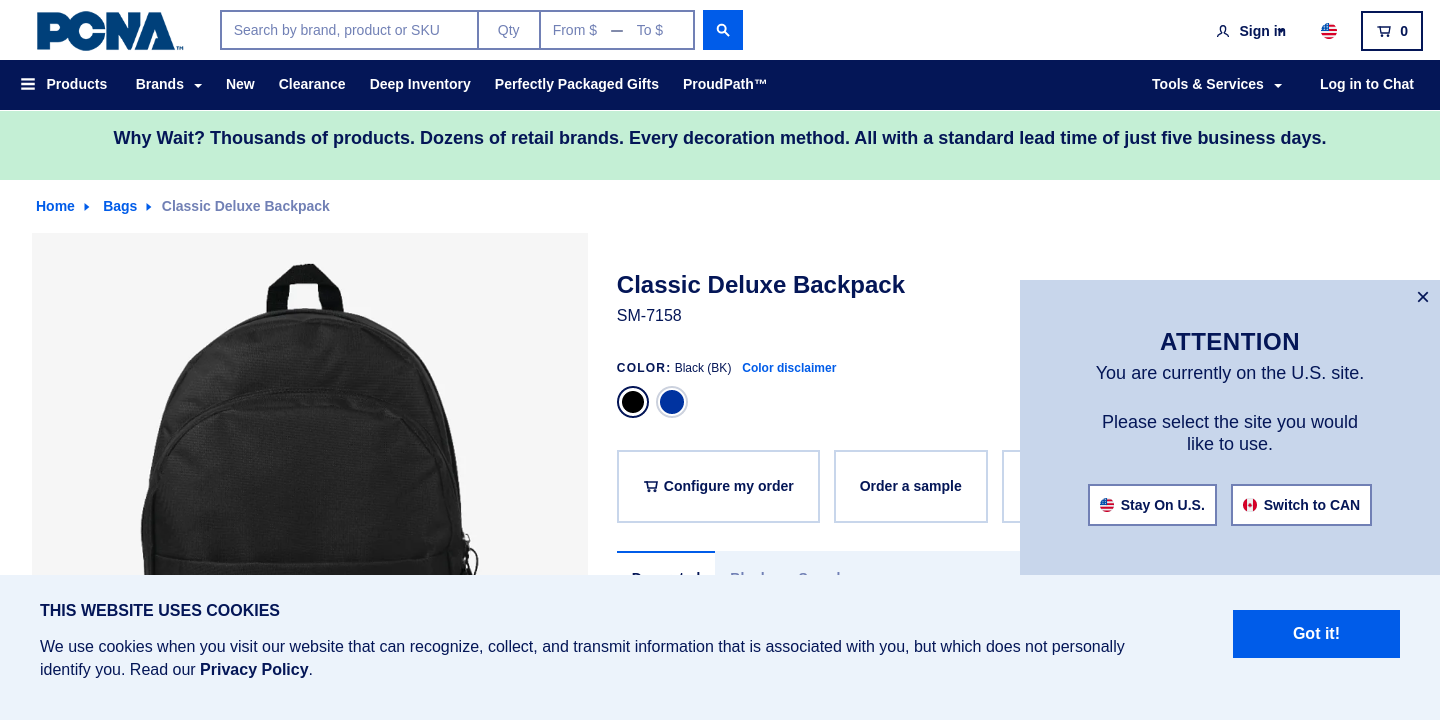 PCNA™
Search by brand, product or SKU
Qty
From $ — To $
Sign in
0
Products
Brands
New
Clearance
Deep Inventory
Perfectly Packaged Gifts
ProudPath™
Tools & Services
Log in to Chat
Why Wait? Thousands of products. Dozens of retail brands. Every decoration method. All with a standard lead time of just five business days.
Home
Bags
Classic Deluxe Backpack
Classic Deluxe Backpack
SM-7158
COLOR: Black (BK) Color disclaimer
Configure my order
Order a sample
×
ATTENTION
You are currently on the U.S. site.
Please select the site you would
like to use.
Stay On U.S.
Switch to CAN
THIS WEBSITE USES COOKIES
We use cookies when you visit our website that can recognize, collect, and transmit information that is associated with you, but which does not personally
identify you. Read our Privacy Policy.
Got it!